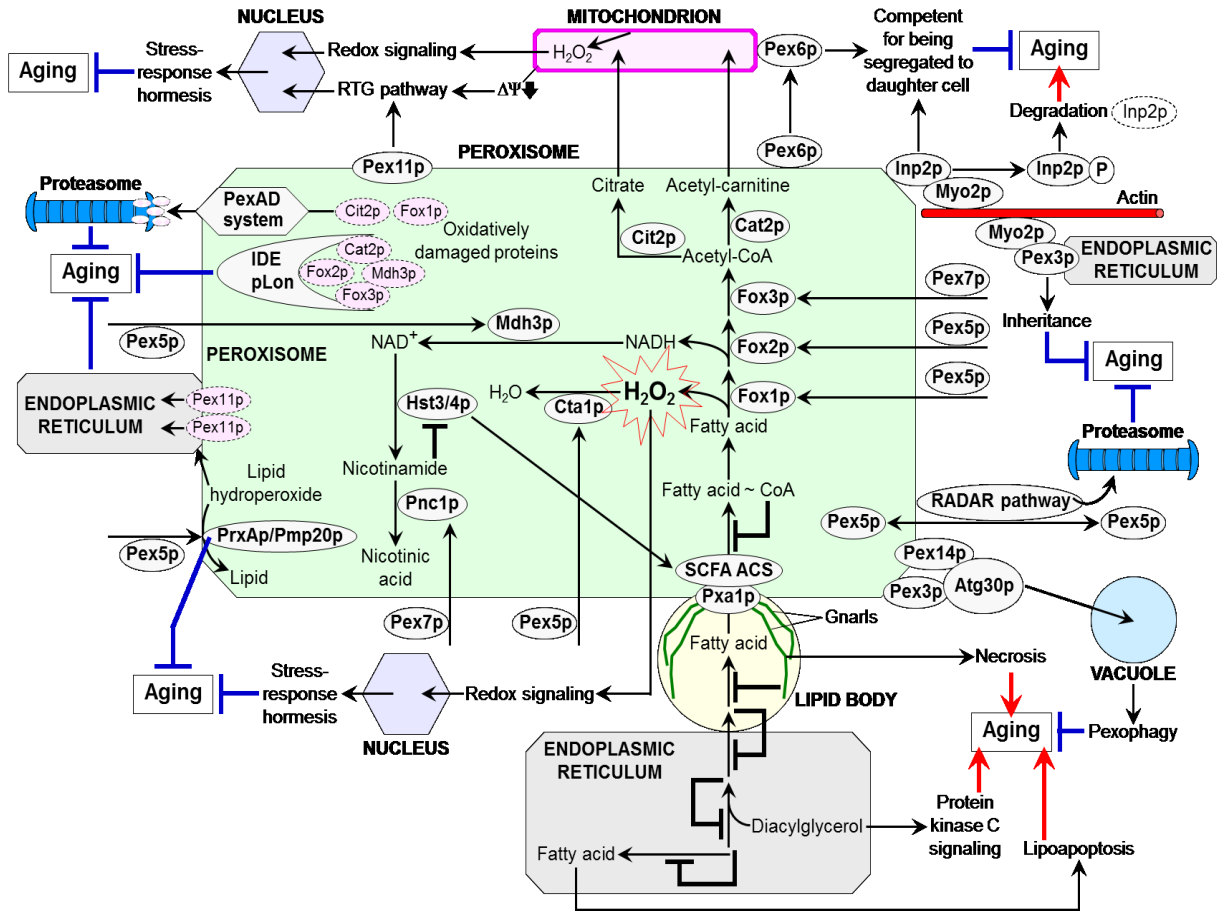 NUCLEUS
MITOCHONDRION
Competent
for being
segregated to
daughter cell
Aging
Stress-
response
hormesis
Redox signaling
H₂O₂
RTG pathway
ΔΨ
Pex6p
Aging
Degradation
Inp2p
Pex11p
PEROXISOME
Pex6p
Inp2p
Inp2p
P
Myo2p
Actin
Proteasome
PexAD
system
Cit2p
Fox1p
Oxidatively
damaged proteins
Citrate
Acetyl-carnitine
Cit2p
Cat2p
Acetyl-CoA
Myo2p
Pex3p
ENDOPLASMIC
RETICULUM
Aging
IDE
pLon
Cat2p
Fox2p
Mdh3p
Fox3p
Fox3p
Pex7p
Inheritance
Pex5p
Mdh3p
PEROXISOME
NAD⁺
NADH
Fox2p
Pex5p
Aging
ENDOPLASMIC
RETICULUM
Pex11p
Pex11p
Hst3/4p
H₂O
Cta1p
H₂O₂
Fox1p
Pex5p
Fatty acid
Proteasome
Lipid
hydroperoxide
Nicotinamide
Pnc1p
Fatty acid ~ CoA
RADAR pathway
Pex5p
PrxAp/Pmp20p
Lipid
Nicotinic
acid
Pex5p
Pex5p
SCFA ACS
Pxa1p
Pex14p
Pex3p
Atg30p
Pex7p
Pex5p
Gnarls
Fatty acid
Necrosis
VACUOLE
Aging
Stress-
response
hormesis
Redox signaling
NUCLEUS
LIPID BODY
Aging
Pexophagy
ENDOPLASMIC
RETICULUM
Diacylglycerol
Protein
kinase C
signaling
Lipoapoptosis
Fatty acid